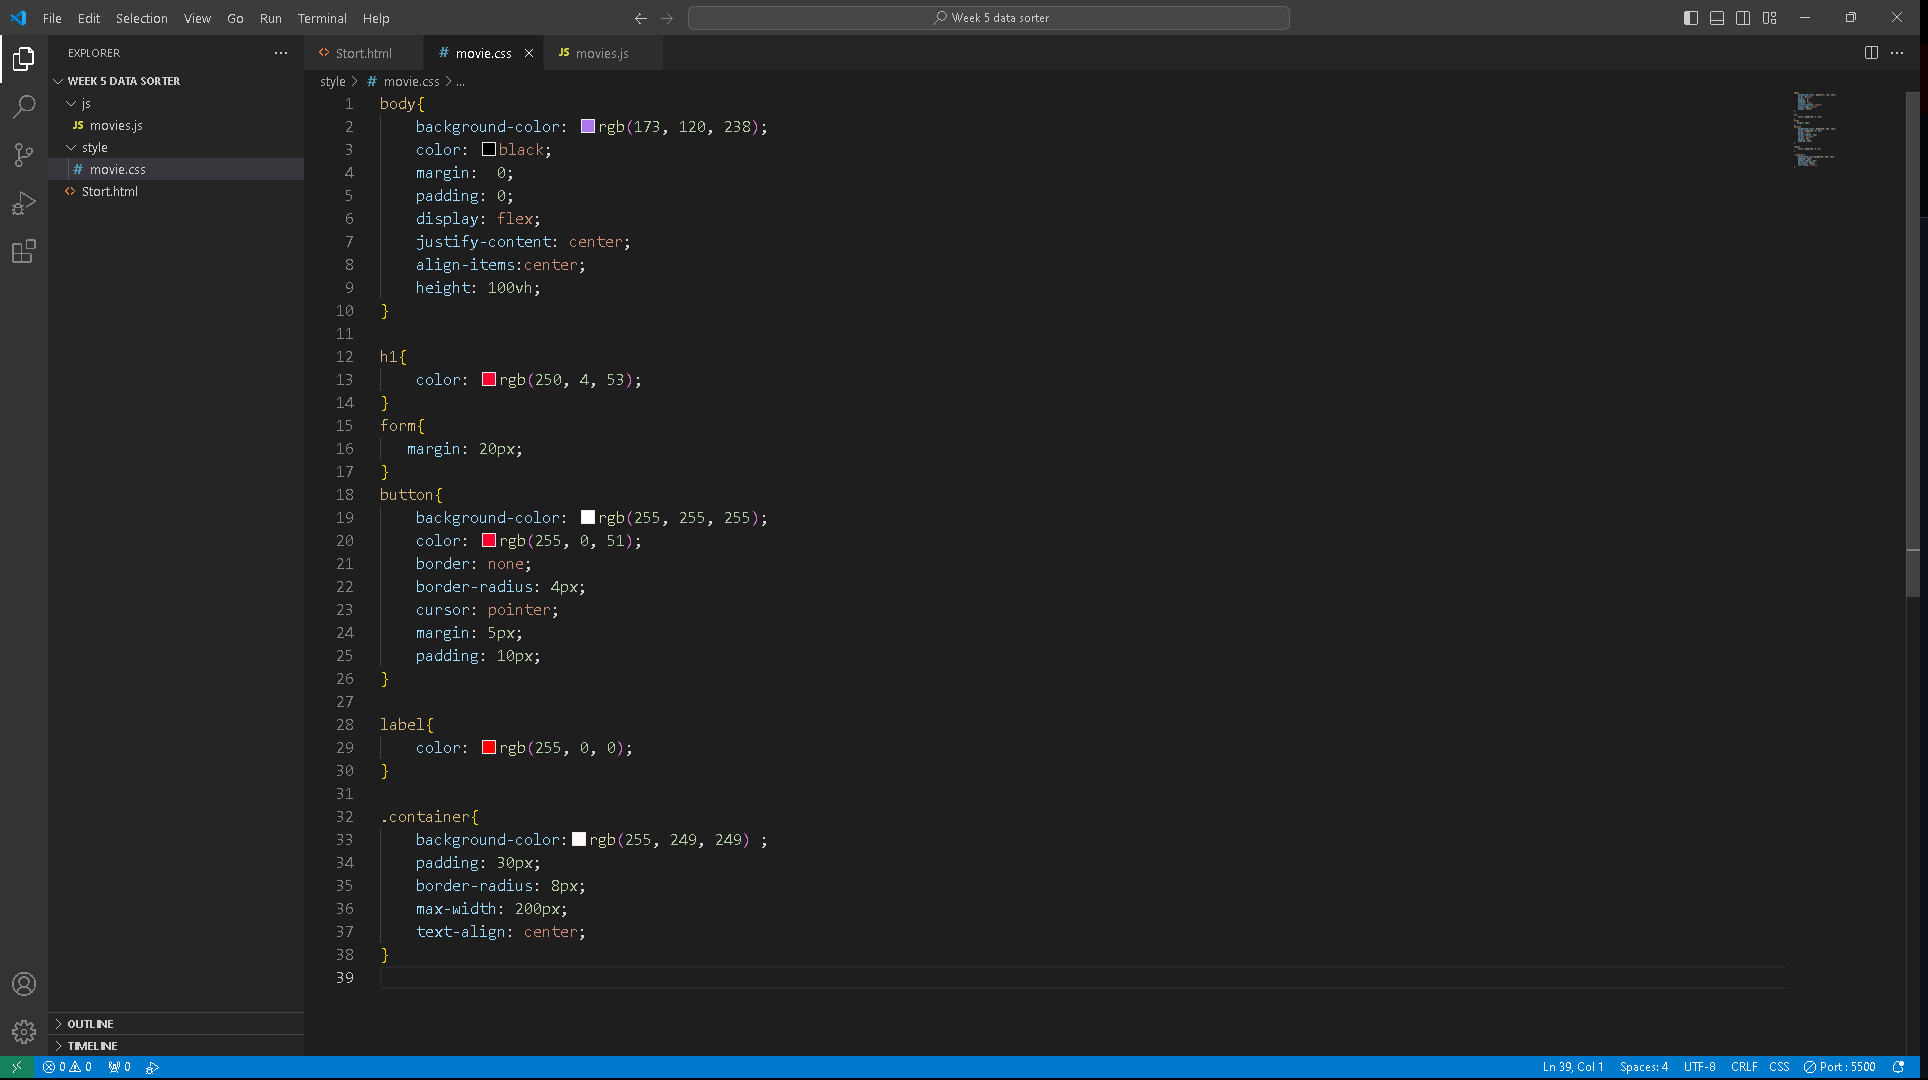 File Edit Selection View Go Run Terminal Help
Week 5 data sorter
EXPLORER
WEEK 5 DATA SORTER
js
JS movies.js
style
# movie.css
<> Stort.html
OUTLINE
TIMELINE
<> Stort.html # movie.css JS movies.js
style > # movie.css > ...
1 body{
2 background-color: rgb(173, 120, 238);
3 color: black;
4 margin:  0;
5 padding: 0;
6 display: flex;
7 justify-content: center;
8 align-items:center;
9 height: 100vh;
10 }
11
12 h1{
13 color: rgb(250, 4, 53);
14 }
15 form{
16 margin: 20px;
17 }
18 button{
19 background-color: rgb(255, 255, 255);
20 color: rgb(255, 0, 51);
21 border: none;
22 border-radius: 4px;
23 cursor: pointer;
24 margin: 5px;
25 padding: 10px;
26 }
27
28 label{
29 color: rgb(255, 0, 0);
30 }
31
32 .container{
33 background-color: rgb(255, 249, 249) ;
34 padding: 30px;
35 border-radius: 8px;
36 max-width: 200px;
37 text-align: center;
38 }
39
0 0 0 Ln 39, Col 1 Spaces: 4 UTF-8 CRLF CSS Port : 5500